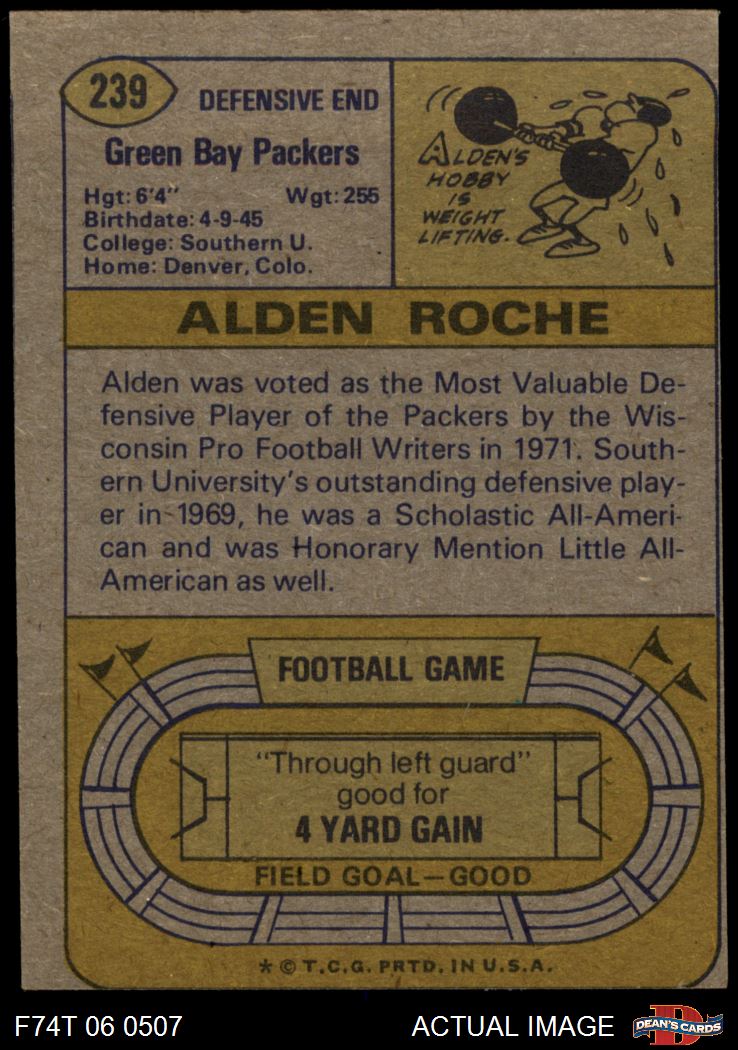 239
DEFENSIVE END
Green Bay Packers
Hgt: 6'4" Wgt: 255
Birthdate: 4-9-45
College: Southern U.
Home: Denver, Colo.
ALDEN'S
HOBBY
IS
WEIGHT
LIFTING.
ALDEN ROCHE
Alden was voted as the Most Valuable De-
fensive Player of the Packers by the Wis-
consin Pro Football Writers in 1971. South-
ern University's outstanding defensive play-
er in 1969, he was a Scholastic All-Ameri-
can and was Honorary Mention Little All-
American as well.
FOOTBALL GAME
"Through left guard"
good for
4 YARD GAIN
FIELD GOAL—GOOD
* © T.C.G. PRTD. IN U.S.A.
F74T 06 0507 ACTUAL IMAGE
DEAN'S CARDS